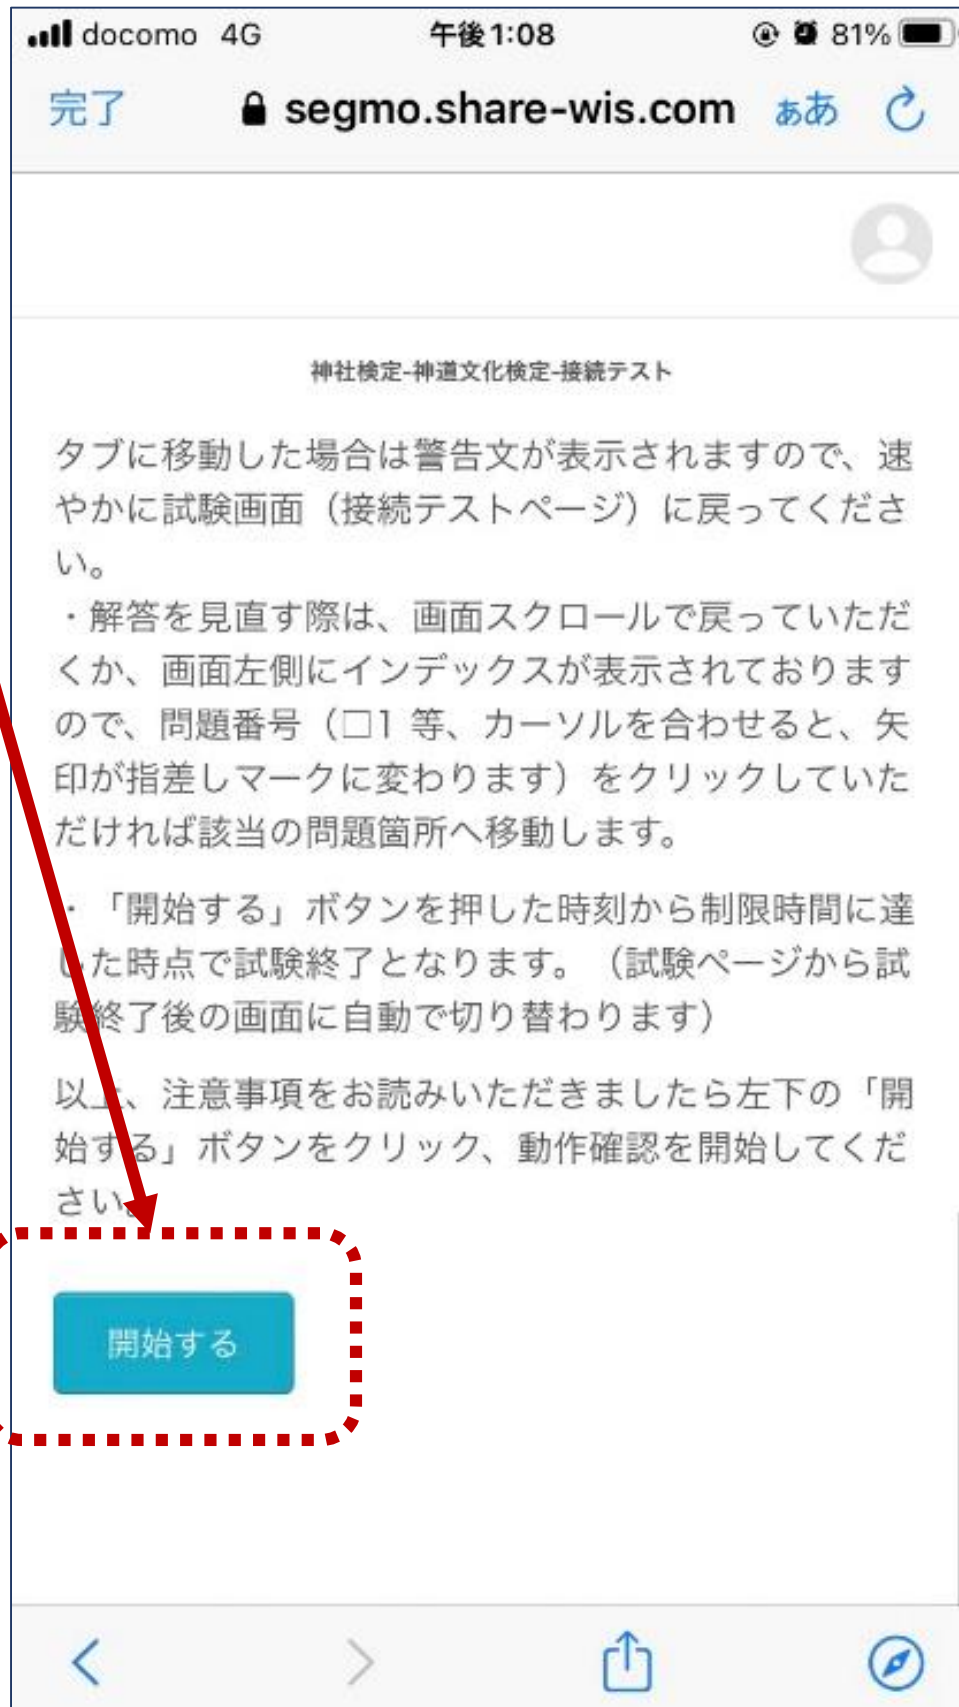 docomo 4G 午後1:08 81%
完了 segmo.share-wis.com ぁあ
神社検定-神道文化検定-接続テスト
タブに移動した場合は警告文が表示されますので、速
やかに試験画面（接続テストページ）に戻ってくださ
い。
・解答を見直す際は、画面スクロールで戻っていただ
くか、画面左側にインデックスが表示されております
ので、問題番号（□1 等、カーソルを合わせると、矢
印が指差しマークに変わります）をクリックしていた
だければ該当の問題箇所へ移動します。
・「開始する」ボタンを押した時刻から制限時間に達
した時点で試験終了となります。（試験ページから試
験終了後の画面に自動で切り替わります）
以上、注意事項をお読みいただきましたら左下の「開
始する」ボタンをクリック、動作確認を開始してくだ
さい。
開始する